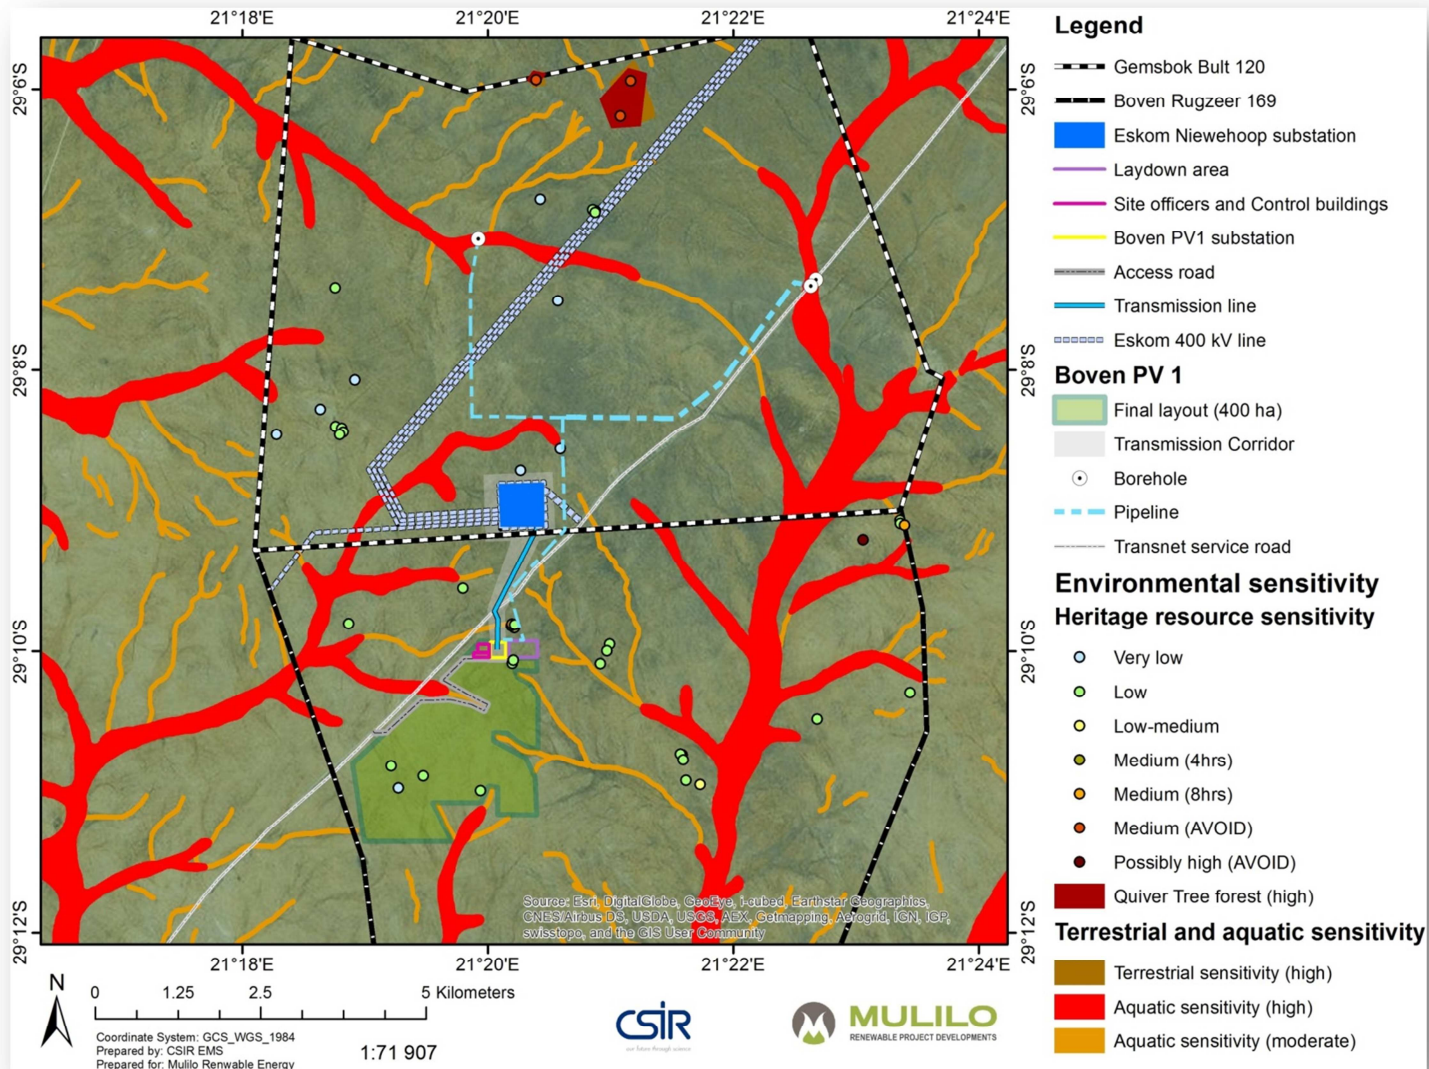 21°18'E 21°20'E 21°22'E 21°24'E
29°6'S 29°6'S
29°8'S 29°8'S
29°10'S 29°10'S
29°12'S 29°12'S
Source: Esri, DigitalGlobe, GeoEye, i-cubed, Earthstar Geographics,
CNES/Airbus DS, USDA, USGS, AEX, Getmapping, Aerogrid, IGN, IGP,
swisstopo, and the GIS User Community
21°18'E 21°20'E 21°22'E 21°24'E
N
0 1.25 2.5 5 Kilometers
Coordinate System: GCS_WGS_1984
Prepared by: CSIR EMS
Prepared for: Mulilo Renwable Energy
1:71 907
CSIR
our future through science
MULILO
RENEWABLE PROJECT DEVELOPMENTS
Legend
Gemsbok Bult 120
Boven Rugzeer 169
Eskom Niewehoop substation
Laydown area
Site officers and Control buildings
Boven PV1 substation
Access road
Transmission line
Eskom 400 kV line
Boven PV 1
Final layout (400 ha)
Transmission Corridor
Borehole
Pipeline
Transnet service road
Environmental sensitivity
Heritage resource sensitivity
Very low
Low
Low-medium
Medium (4hrs)
Medium (8hrs)
Medium (AVOID)
Possibly high (AVOID)
Quiver Tree forest (high)
Terrestrial and aquatic sensitivity
Terrestrial sensitivity (high)
Aquatic sensitivity (high)
Aquatic sensitivity (moderate)